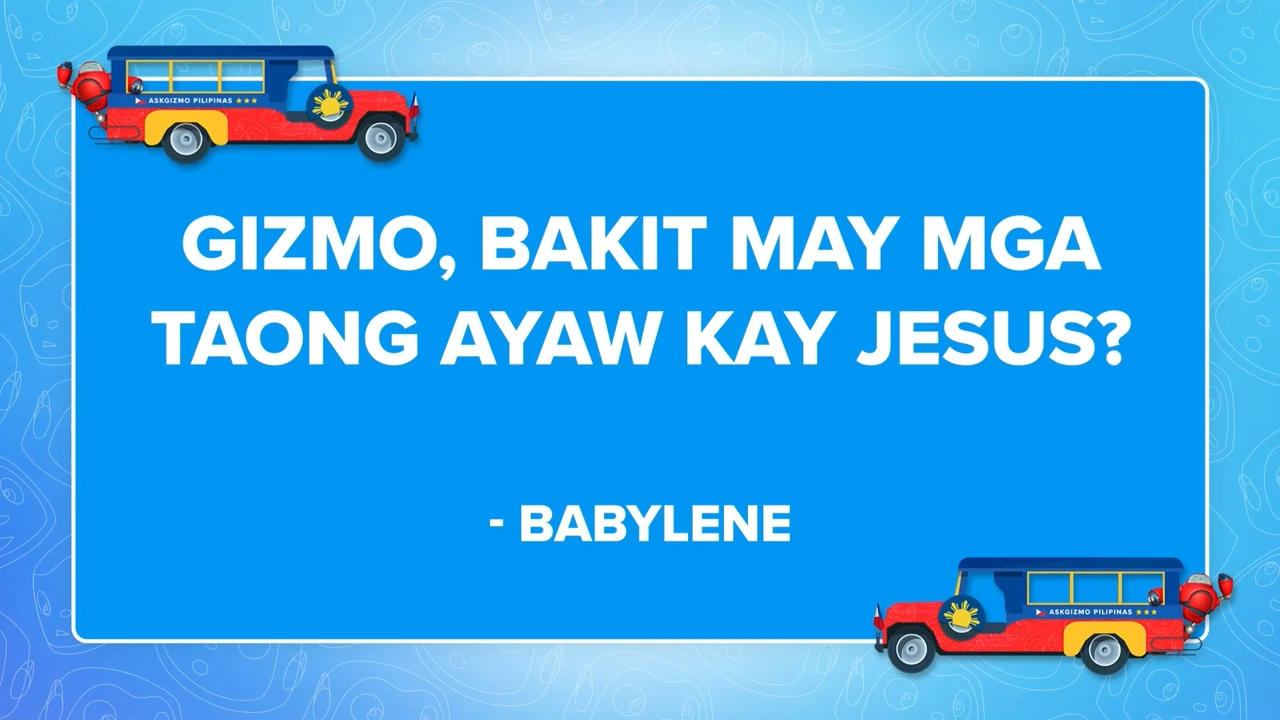 ASKGIZMO PILIPINAS
GIZMO, BAKIT MAY MGA
TAONG AYAW KAY JESUS?
- BABYLENE
ASKGIZMO PILIPINAS